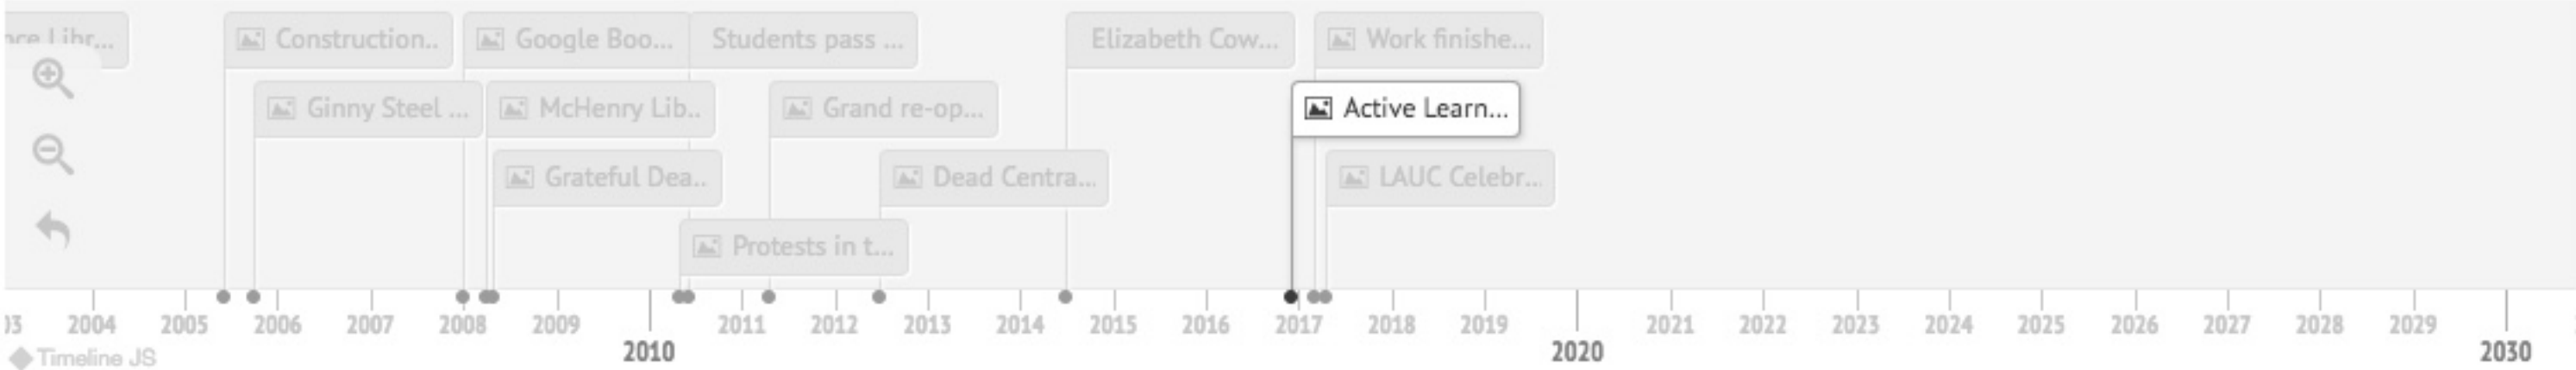 Libr...
Construction..
Google Boo...
Students pass ...
Elizabeth Cow...
Work finishe...
Ginny Steel ...
McHenry Lib..
Grand re-op...
Active Learn...
Grateful Dea..
Dead Centra...
LAUC Celebr...
Protests in t...
03 2004 2005 2006 2007 2008 2009 2010 2011 2012 2013 2014 2015 2016 2017 2018 2019 2020 2021 2022 2023 2024 2025 2026 2027 2028 2029 2030
Timeline JS